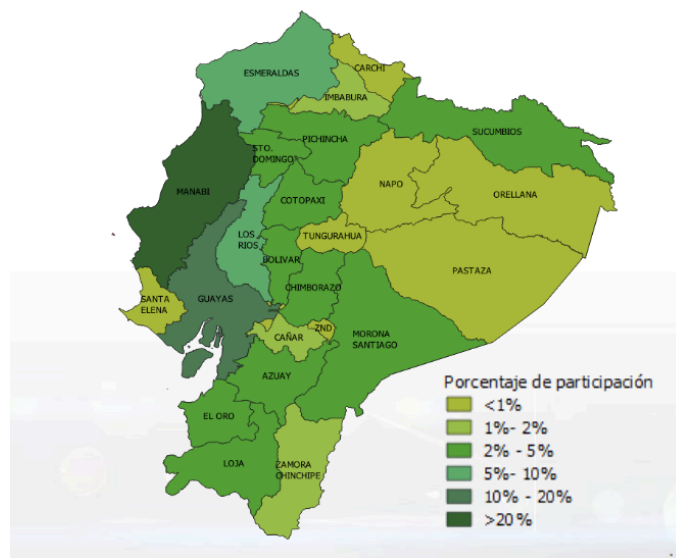 ESMERALDAS
CARCHI
IMBABURA
SUCUMBIOS
PICHINCHA
STO.
DOMINGO
NAPO
ORELLANA
MANABI
COTOPAXI
LOS
RIOS
TUNGURAHUA
BOLIVAR
PASTAZA
CHIMBORAZO
SANTA
ELENA
GUAYAS
ZND
CAÑAR
MORONA
SANTIAGO
AZUAY
EL ORO
LOJA
ZAMORA
CHINCHIPE
Porcentaje de participación
<1%
1%- 2%
2% - 5%
5%- 10%
10% - 20%
>20%